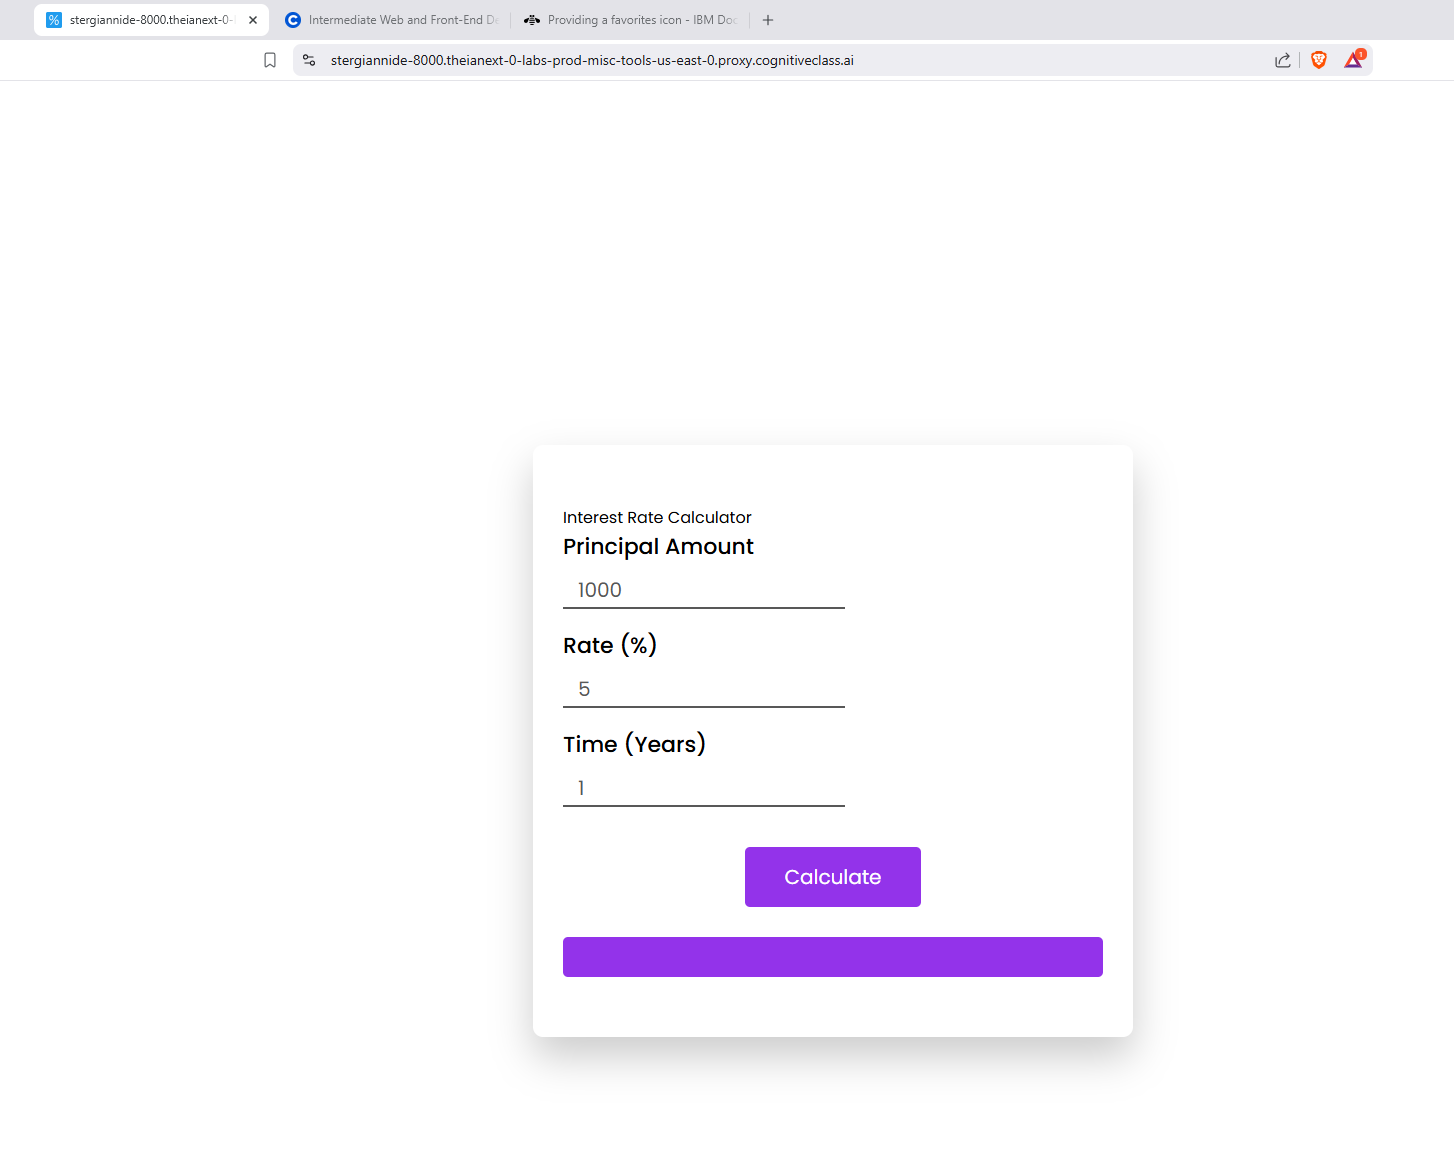 % stergiannide-8000.theianext-0-
Intermediate Web and Front-End De
Providing a favorites icon - IBM Doc
stergiannide-8000.theianext-0-labs-prod-misc-tools-us-east-0.proxy.cognitiveclass.ai
1
Interest Rate Calculator
Principal Amount
1000
Rate (%)
5
Time (Years)
1
Calculate